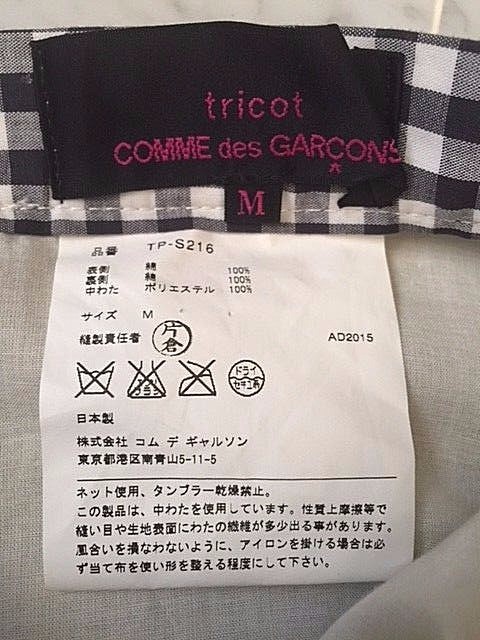 tricot
COMME des GARÇONS
M
品番 TP-S216
表側 綿 100%
裏側 綿 100%
中わた ポリエステル 100%
サイズ M
縫製責任者 片倉
AD2015
ドライ
セキユ系
日本製
株式会社 コム デ ギャルソン
東京都港区南青山5-11-5
ネット使用、タンブラー乾燥禁止。
この製品は、中わたを使用しています。性質上摩擦等で
縫い目や生地表面にわたの繊維が多少出る事があります。
風合いを損なわないように、アイロンを掛ける場合は必
ず当て布を使い形を整える程度にして下さい。